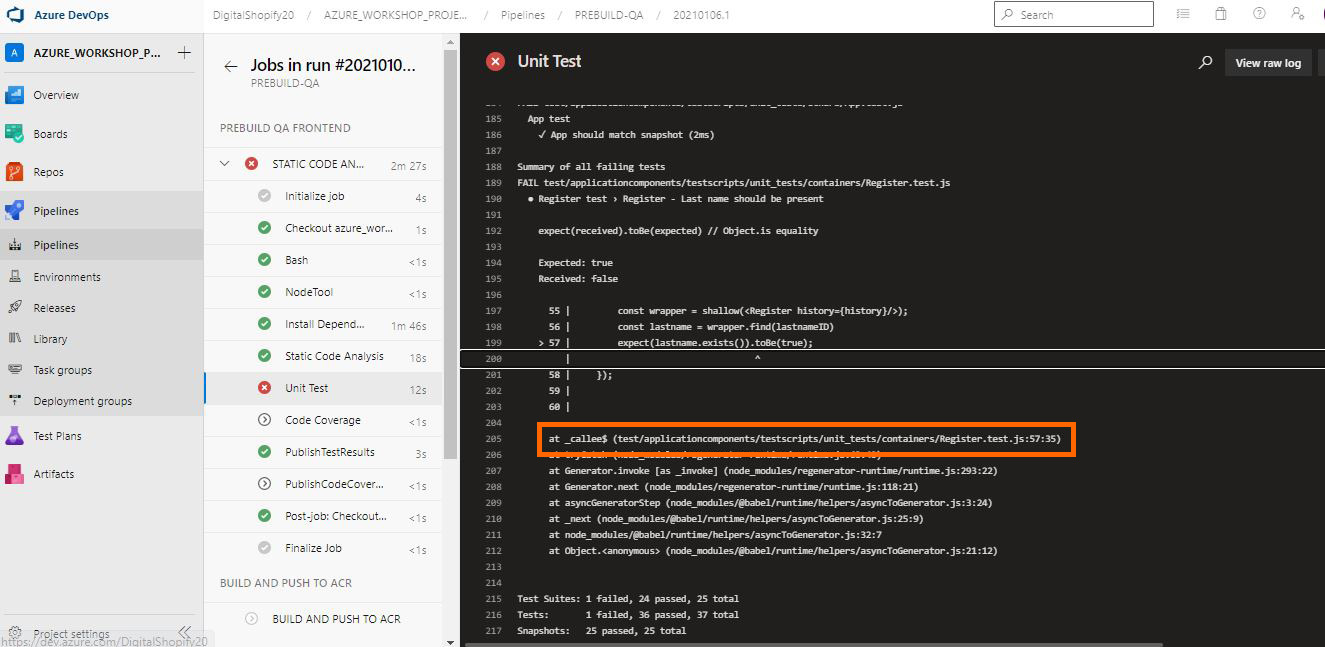 Azure DevOps
DigitalShopify20 / AZURE_WORKSHOP_PROJE... / Pipelines / PREBUILD-QA / 20210106.1
Search
A AZURE_WORKSHOP_P...
Overview
Boards
Repos
Pipelines
Pipelines
Environments
Releases
Library
Task groups
Deployment groups
Test Plans
Artifacts
Project settings
https://dev.azure.com/DigitalShopify20
Jobs in run #2021010...
PREBUILD-QA
PREBUILD QA FRONTEND
STATIC CODE AN... 2m 27s
Initialize job 4s
Checkout azure_wor... 1s
Bash <1s
NodeTool <1s
Install Depend... 1m 46s
Static Code Analysis 18s
Unit Test 12s
Code Coverage <1s
PublishTestResults 3s
PublishCodeCover... <1s
Post-job: Checkout... <1s
Finalize Job <1s
BUILD AND PUSH TO ACR
BUILD AND PUSH TO ACR
Unit Test
View raw log
185 App test
186 √ App should match snapshot (2ms)
187
188 Summary of all failing tests
189 FAIL test/applicationcomponents/testscripts/unit_tests/containers/Register.test.js
190 ● Register test › Register - Last name should be present
191
192 expect(received).toBe(expected) // Object.is equality
193
194 Expected: true
195 Received: false
196
197 55 | const wrapper = shallow(<Register history={history}/>);
198 56 | const lastname = wrapper.find(lastnameID)
199 > 57 | expect(lastname.exists()).toBe(true);
200 | ^
201 58 | });
202 59 |
203 60 |
204
205 at _callee$ (test/applicationcomponents/testscripts/unit_tests/containers/Register.test.js:57:35)
206
207 at Generator.invoke [as _invoke] (node_modules/regenerator-runtime/runtime.js:293:22)
208 at Generator.next (node_modules/regenerator-runtime/runtime.js:118:21)
209 at asyncGeneratorStep (node_modules/@babel/runtime/helpers/asyncToGenerator.js:3:24)
210 at _next (node_modules/@babel/runtime/helpers/asyncToGenerator.js:25:9)
211 at node_modules/@babel/runtime/helpers/asyncToGenerator.js:32:7
212 at Object.<anonymous> (node_modules/@babel/runtime/helpers/asyncToGenerator.js:21:12)
213
214
215 Test Suites: 1 failed, 24 passed, 25 total
216 Tests: 1 failed, 36 passed, 37 total
217 Snapshots: 25 passed, 25 total